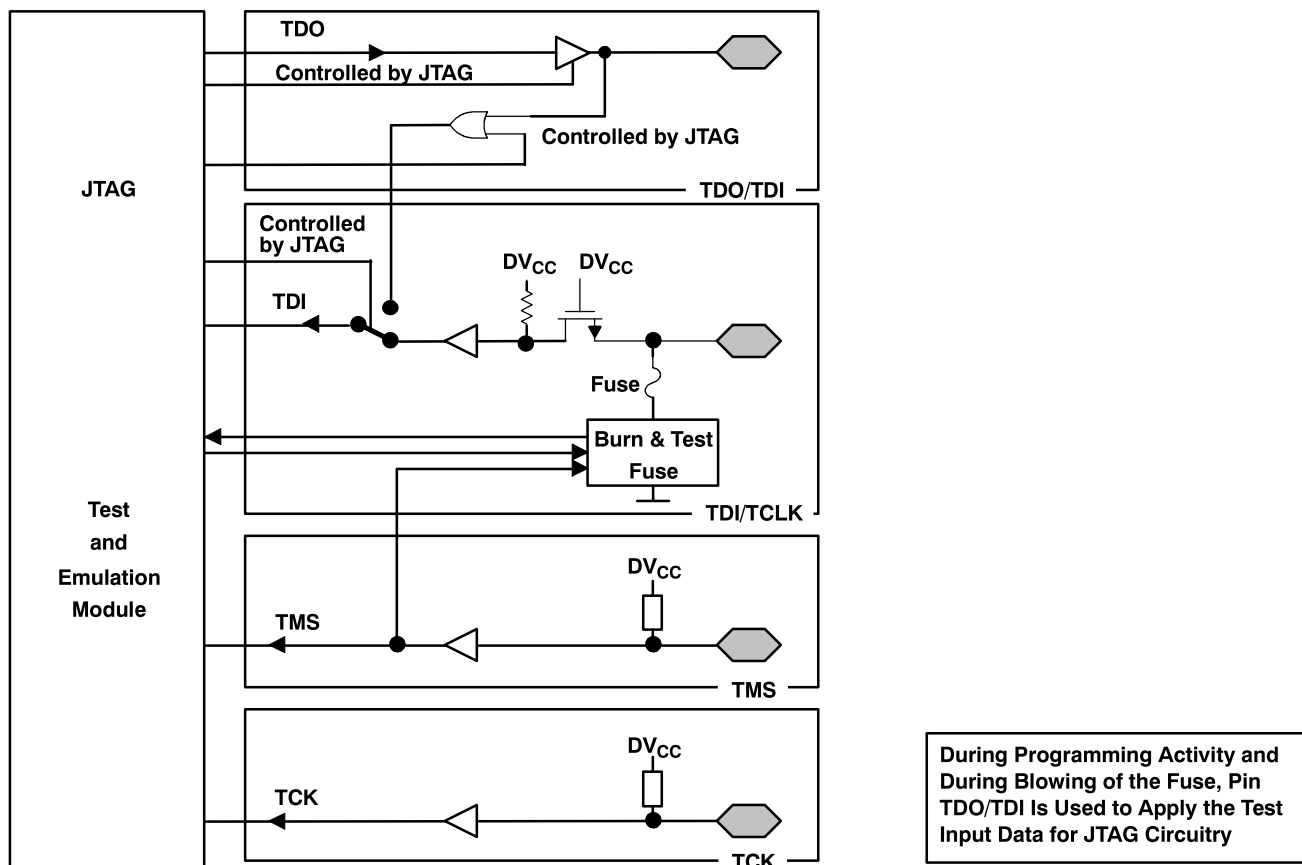 TDO
Controlled by JTAG
Controlled by JTAG
JTAG
TDO/TDI
Controlled
by JTAG
DVCC
DVCC
TDI
Fuse
Burn & Test
Fuse
TDI/TCLK
Test
and
Emulation
Module
DVCC
TMS
TMS
DVCC
TCK
TCK
During Programming Activity and
During Blowing of the Fuse, Pin
TDO/TDI Is Used to Apply the Test
Input Data for JTAG Circuitry